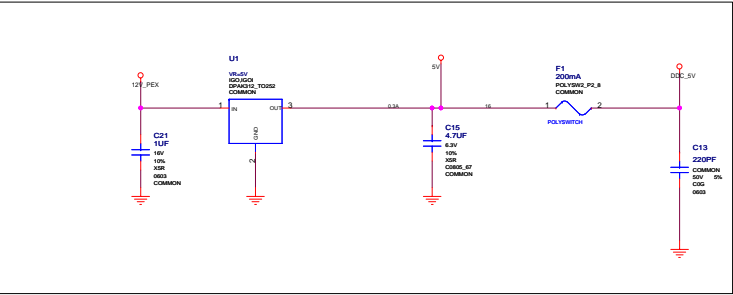 U1
VR=5V
IGO,IGOI
DPAK312_TO252
COMMON
12V_PEX
1
IN
OUT
3
GND
2
0.3A
5V
16
F1
200mA
POLYSW2_P2_8
COMMON
1
2
POLYSWITCH
DDC_5V
C21
1UF
16V
10%
X5R
0603
COMMON
C15
4.7UF
6.3V
10%
X5R
C0805_67
COMMON
C13
220PF
COMMON
50V 5%
C0G
0603